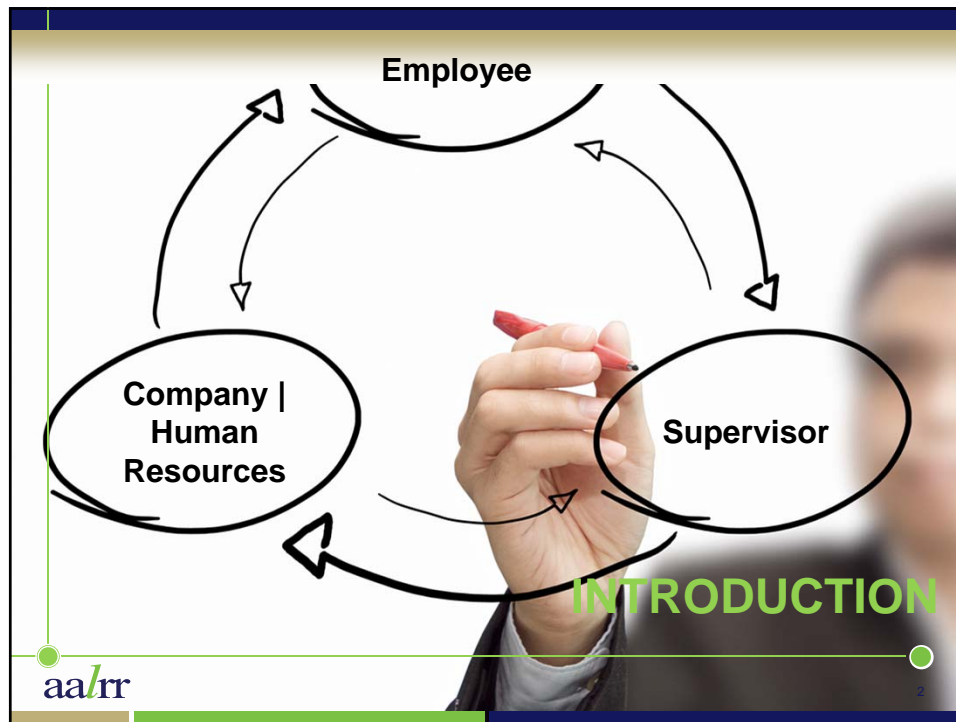 Employee
Company |
Human
Resources
Supervisor
INTRODUCTION
aalrr
2